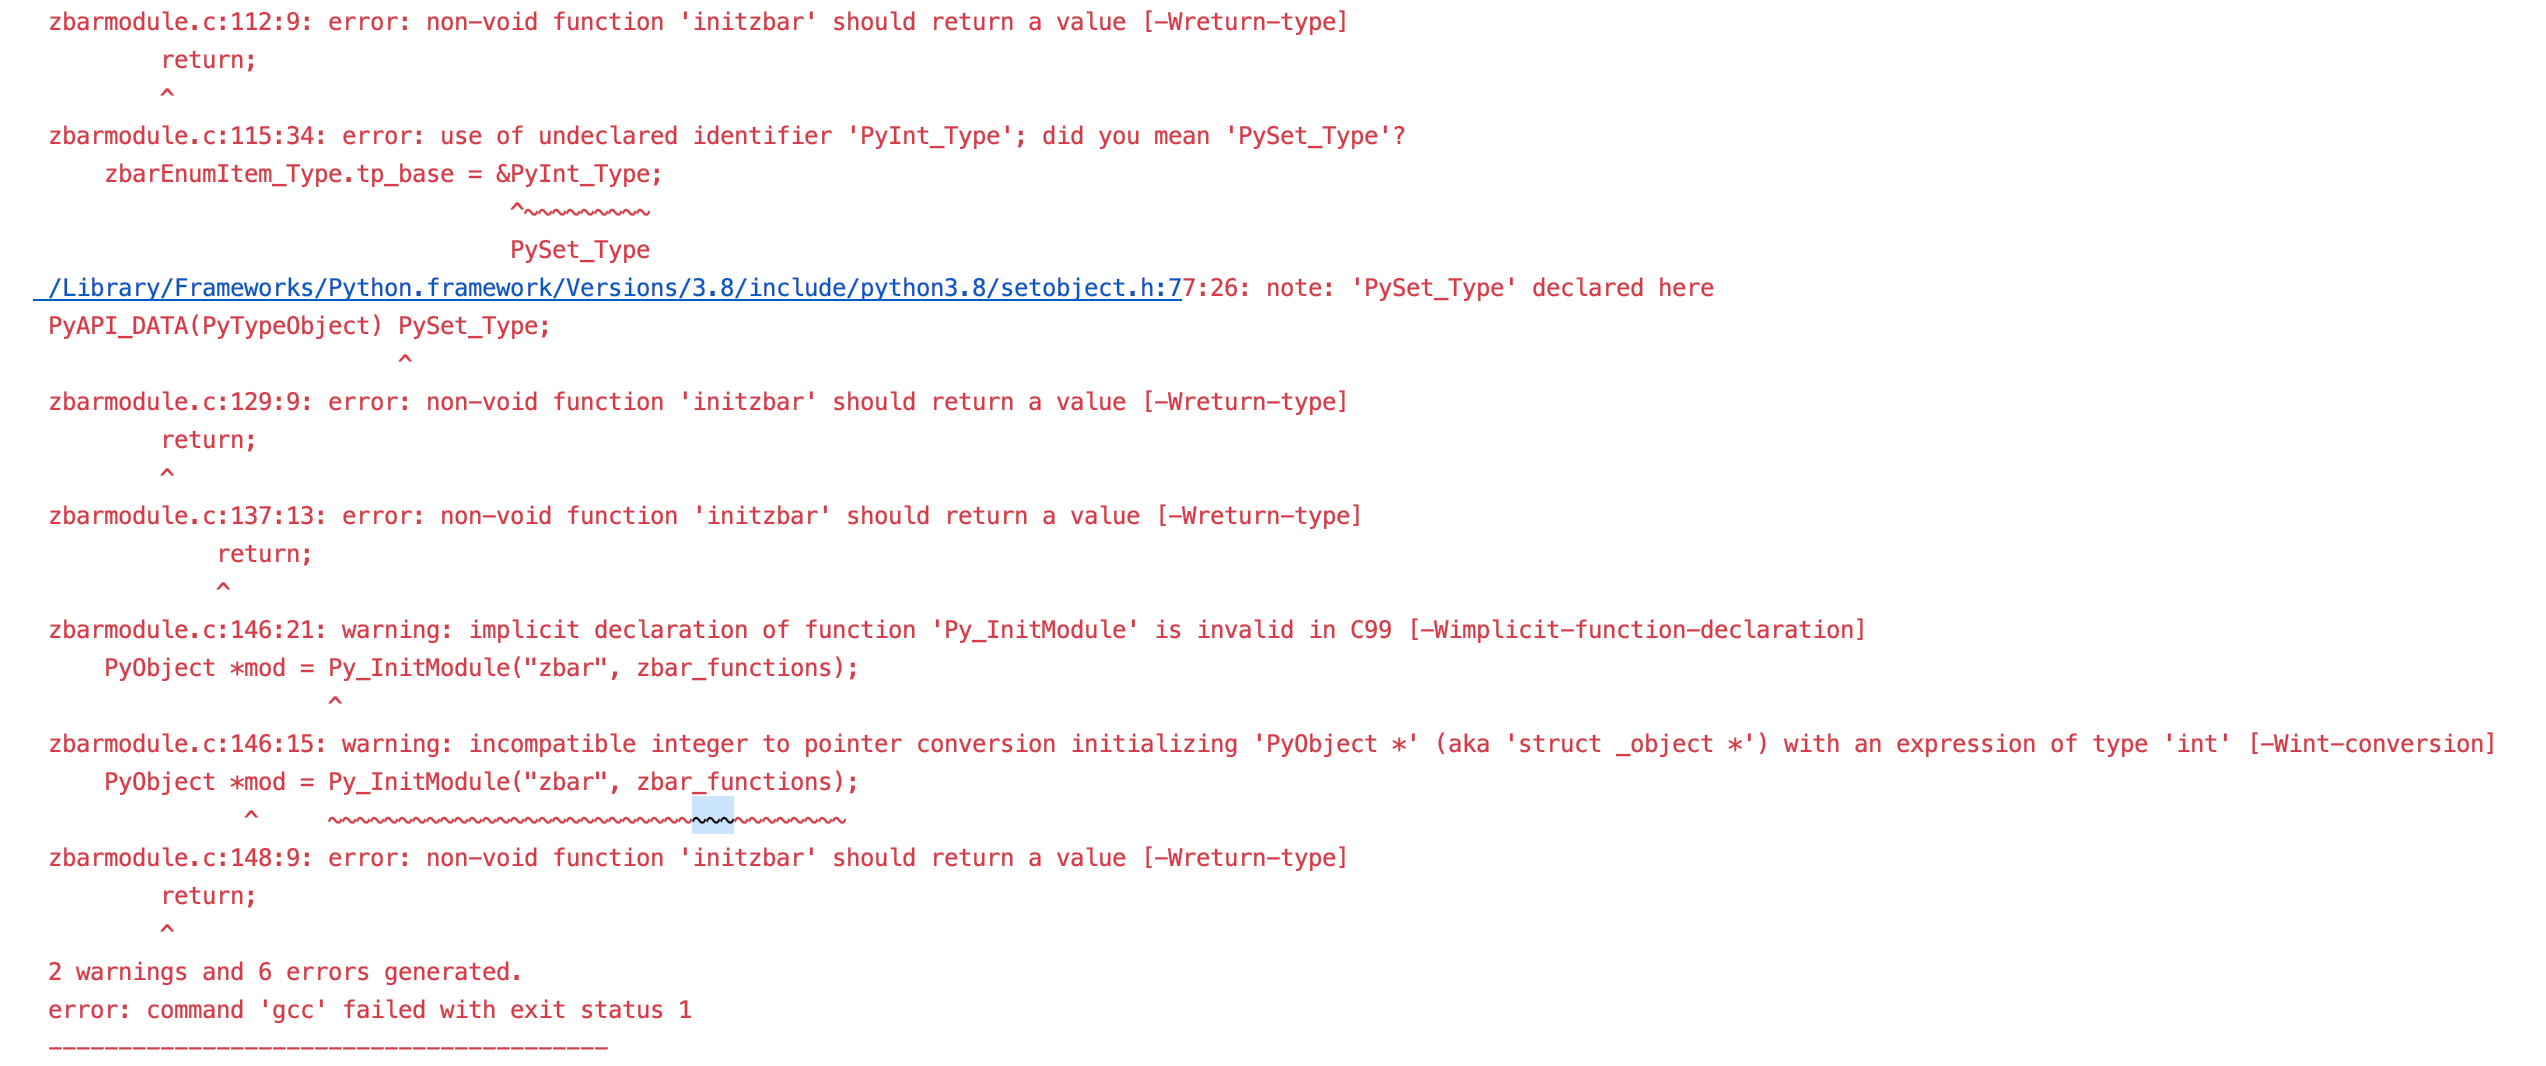 zbarmodule.c:112:9: error: non-void function 'initzbar' should return a value [-Wreturn-type]
        return;
        ^
zbarmodule.c:115:34: error: use of undeclared identifier 'PyInt_Type'; did you mean 'PySet_Type'?
    zbarEnumItem_Type.tp_base = &PyInt_Type;
                                 ^~~~~~~~~~
                                 PySet_Type
/Library/Frameworks/Python.framework/Versions/3.8/include/python3.8/setobject.h:77:26: note: 'PySet_Type' declared here
PyAPI_DATA(PyTypeObject) PySet_Type;
                         ^
zbarmodule.c:129:9: error: non-void function 'initzbar' should return a value [-Wreturn-type]
        return;
        ^
zbarmodule.c:137:13: error: non-void function 'initzbar' should return a value [-Wreturn-type]
            return;
            ^
zbarmodule.c:146:21: warning: implicit declaration of function 'Py_InitModule' is invalid in C99 [-Wimplicit-function-declaration]
    PyObject *mod = Py_InitModule("zbar", zbar_functions);
                    ^
zbarmodule.c:146:15: warning: incompatible integer to pointer conversion initializing 'PyObject *' (aka 'struct _object *') with an expression of type 'int' [-Wint-conversion]
    PyObject *mod = Py_InitModule("zbar", zbar_functions);
              ^     ~~~~~~~~~~~~~~~~~~~~~~~~~~~~~~~~~~~~~
zbarmodule.c:148:9: error: non-void function 'initzbar' should return a value [-Wreturn-type]
        return;
        ^
2 warnings and 6 errors generated.
error: command 'gcc' failed with exit status 1
----------------------------------------